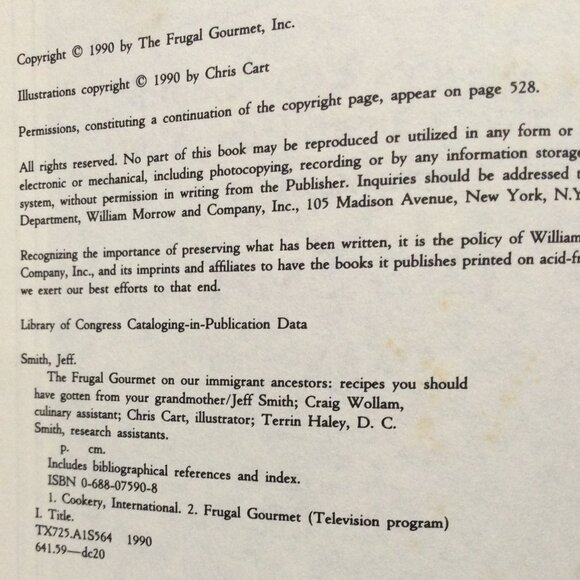 Copyright © 1990 by The Frugal Gourmet, Inc.
Illustrations copyright © 1990 by Chris Cart
Permissions, constituting a continuation of the copyright page, appear on page 528.
All rights reserved. No part of this book may be reproduced or utilized in any form or
electronic or mechanical, including photocopying, recording or by any information storage
system, without permission in writing from the Publisher. Inquiries should be addressed
Department, William Morrow and Company, Inc., 105 Madison Avenue, New York, N.Y
Recognizing the importance of preserving what has been written, it is the policy of William
Company, Inc., and its imprints and affiliates to have the books it publishes printed on acid-fr
we exert our best efforts to that end.
Library of Congress Cataloging-in-Publication Data
Smith, Jeff.
The Frugal Gourmet on our immigrant ancestors: recipes you should
have gotten from your grandmother/Jeff Smith; Craig Wollam,
culinary assistant; Chris Cart, illustrator; Terrin Haley, D. C.
Smith, research assistants.
p. cm.
Includes bibliographical references and index.
ISBN 0-688-07590-8
1. Cookery, International. 2. Frugal Gourmet (Television program)
I. Title.
TX725.A1S564 1990
641.59—dc20